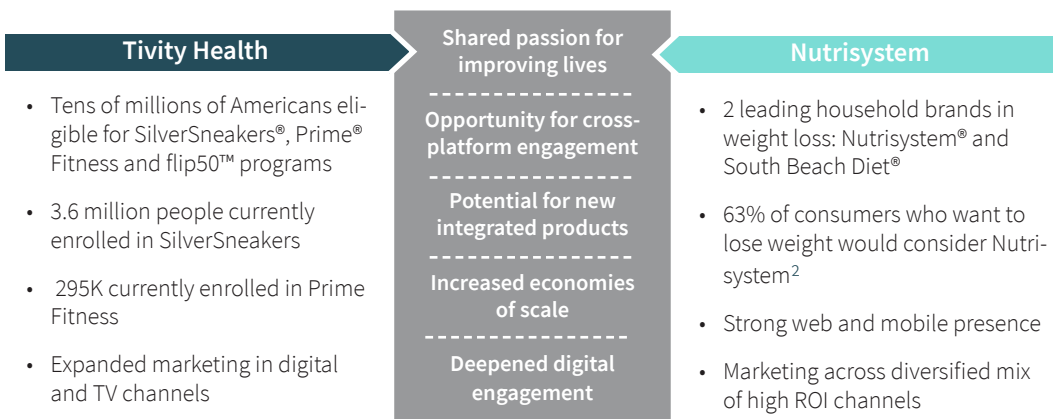 Tivity Health
• Tens of millions of Americans eli-
gible for SilverSneakers®, Prime®
Fitness and flip50™ programs
• 3.6 million people currently
enrolled in SilverSneakers
• 295K currently enrolled in Prime
Fitness
• Expanded marketing in digital
and TV channels
Shared passion for
improving lives
Opportunity for cross-
platform engagement
Potential for new
integrated products
Increased economies
of scale
Deepened digital
engagement
Nutrisystem
• 2 leading household brands in
weight loss: Nutrisystem® and
South Beach Diet®
• 63% of consumers who want to
lose weight would consider Nutri-
system2
• Strong web and mobile presence
• Marketing across diversified mix
of high ROI channels